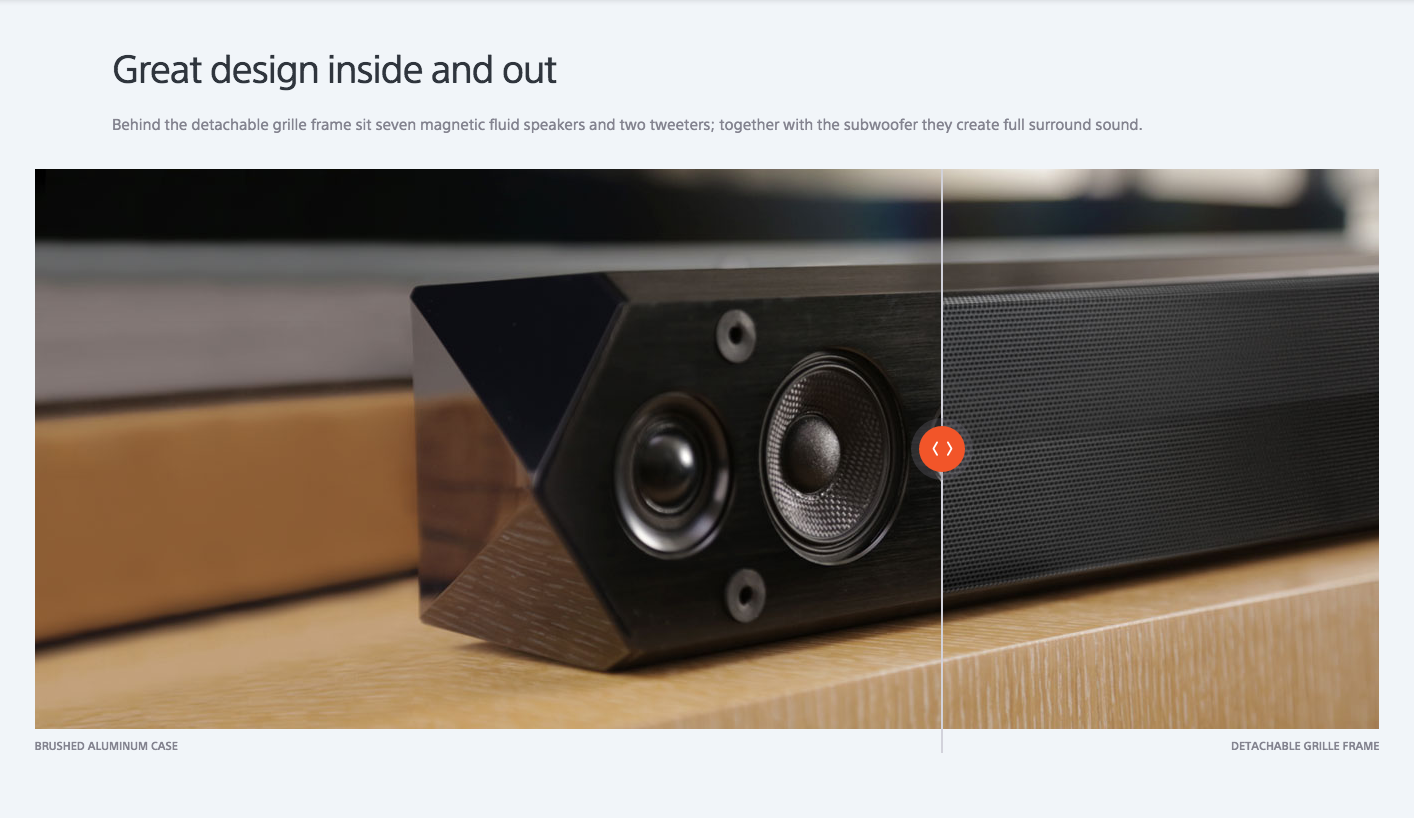 Great design inside and out
Behind the detachable grille frame sit seven magnetic fluid speakers and two tweeters; together with the subwoofer they create full surround sound.
BRUSHED ALUMINUM CASE
DETACHABLE GRILLE FRAME